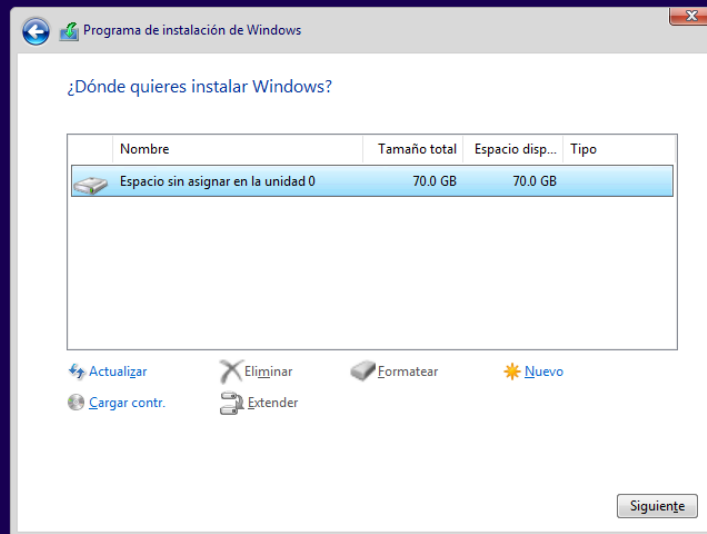 Programa de instalación de Windows
¿Dónde quieres instalar Windows?
Nombre Tamaño total Espacio disp... Tipo
Espacio sin asignar en la unidad 0 70.0 GB 70.0 GB
Actualizar Eliminar Formatear Nuevo
Cargar contr. Extender
Siguiente